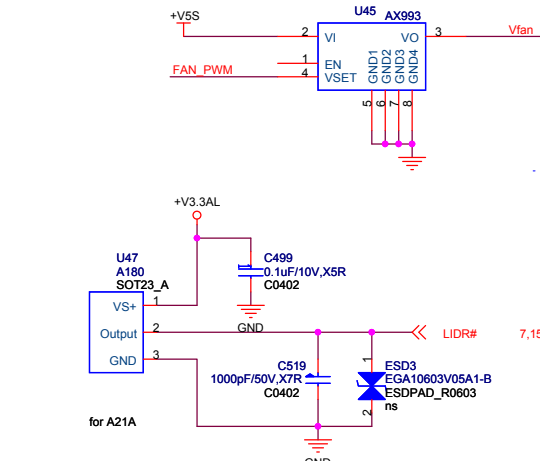 U45 AX993
+V5S
2 VI VO 3 Vfan
1 EN
FAN_PWM 4 VSET
GND1 GND2 GND3 GND4
5 6 7 8
+V3.3AL
U47
A180
SOT23_A
C499
0.1uF/10V,X5R
C0402
VS+ 1
GND
Output 2
LIDR# 7,15
GND 3
C519
1000pF/50V,X7R
C0402
1
ESD3
EGA10603V05A1-B
ESDPAD_R0603
ns
2
for A21A
GND